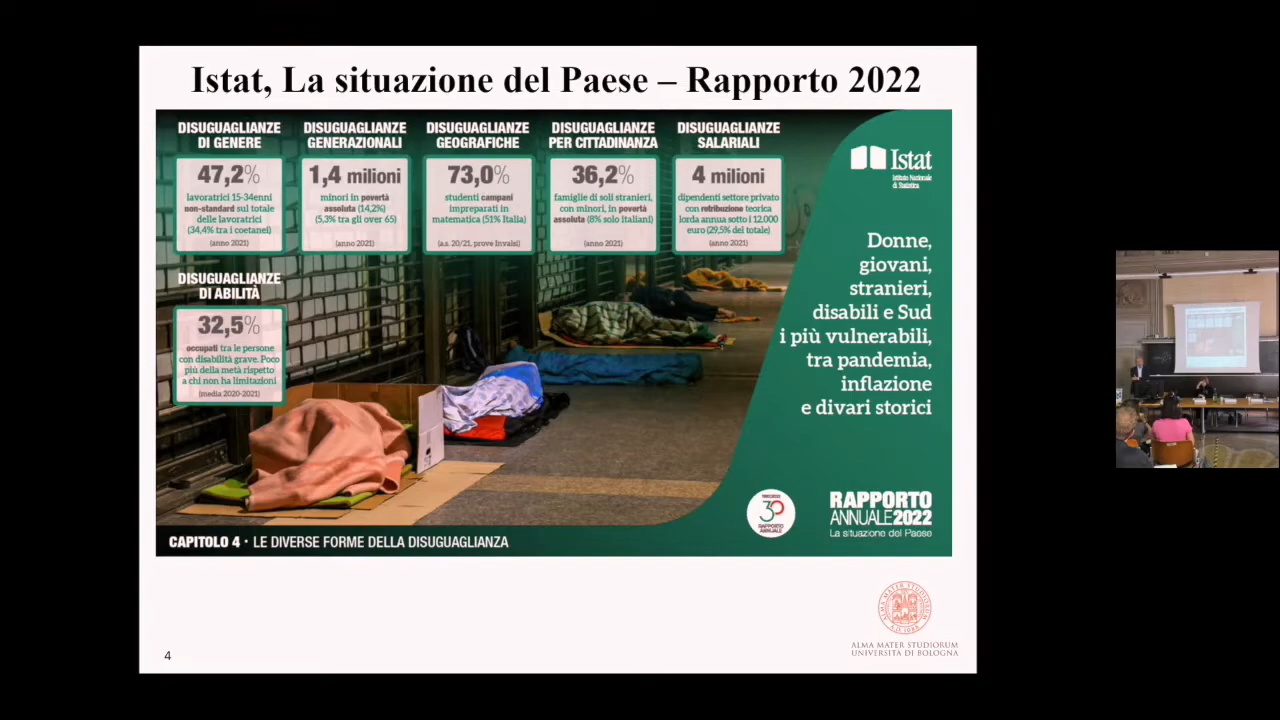 Istat, La situazione del Paese – Rapporto 2022
DISUGUAGLIANZE
DI GENERE
47,2%
lavoratrici 15-34enni
non-standard sul totale
delle lavoratrici
(34,4% tra i coetanei)
(anno 2021)
DISUGUAGLIANZE
GENERAZIONALI
1,4 milioni
minori in povertà
assoluta (14,2%)
(5,3% tra gli over 65)
(anno 2021)
DISUGUAGLIANZE
GEOGRAFICHE
73,0%
studenti campani
impreparati in
matematica (51% Italia)
(a.s. 20/21, prove Invalsi)
DISUGUAGLIANZE
PER CITTADINANZA
36,2%
famiglie di soli stranieri,
con minori, in povertà
assoluta (8% solo italiani)
(anno 2021)
DISUGUAGLIANZE
SALARIALI
4 milioni
dipendenti settore privato
con retribuzione teorica
lorda annua sotto i 12.000
euro (29,5% del totale)
(anno 2021)
DISUGUAGLIANZE
DI ABILITÀ
32,5%
occupati tra le persone
con disabilità grave. Poco
più della metà rispetto
a chi non ha limitazioni
(media 2020-2021)
Istat
Istituto Nazionale
di Statistica
Donne,
giovani,
stranieri,
disabili e Sud
i più vulnerabili,
tra pandemia,
inflazione
e divari storici
30
RAPPORTO
ANNUALE
RAPPORTO
ANNUALE2022
La situazione del Paese
CAPITOLO 4 • LE DIVERSE FORME DELLA DISUGUAGLIANZA
ALMA MATER STUDIORUM
UNIVERSITÀ DI BOLOGNA
4